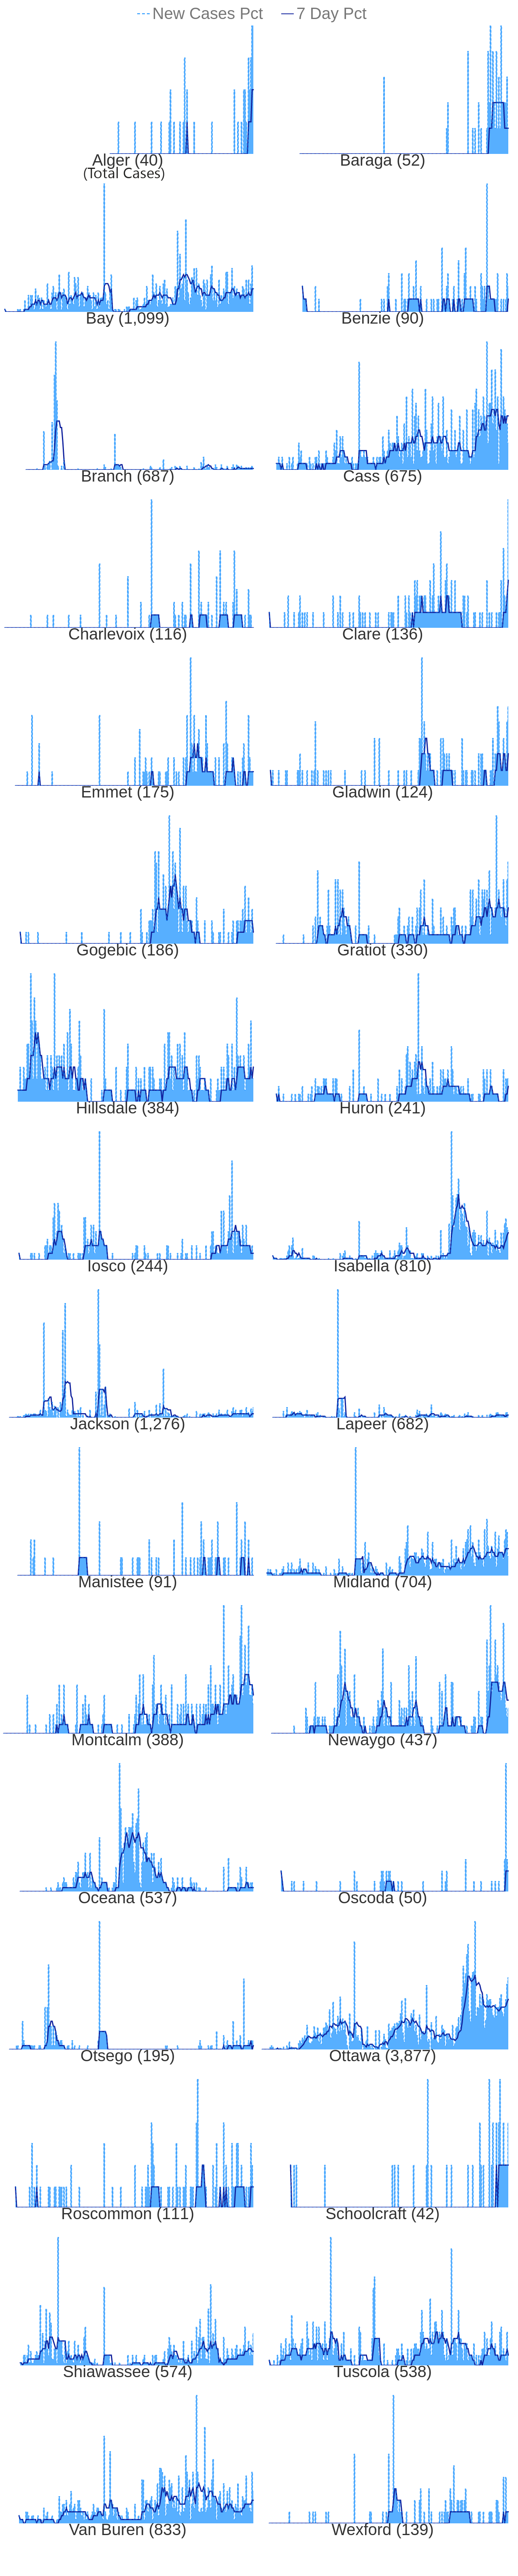 New Cases Pct 7 Day Pct
Alger (40) Baraga (52)
(Total Cases)
Bay (1,099) Benzie (90)
Branch (687) Cass (675)
Charlevoix (116) Clare (136)
Emmet (175) Gladwin (124)
Gogebic (186) Gratiot (330)
Hillsdale (384) Huron (241)
Iosco (244) Isabella (810)
Jackson (1,276) Lapeer (682)
Manistee (91) Midland (704)
Montcalm (388) Newaygo (437)
Oceana (537) Oscoda (50)
Otsego (195) Ottawa (3,877)
Roscommon (111) Schoolcraft (42)
Shiawassee (574) Tuscola (538)
Van Buren (833) Wexford (139)